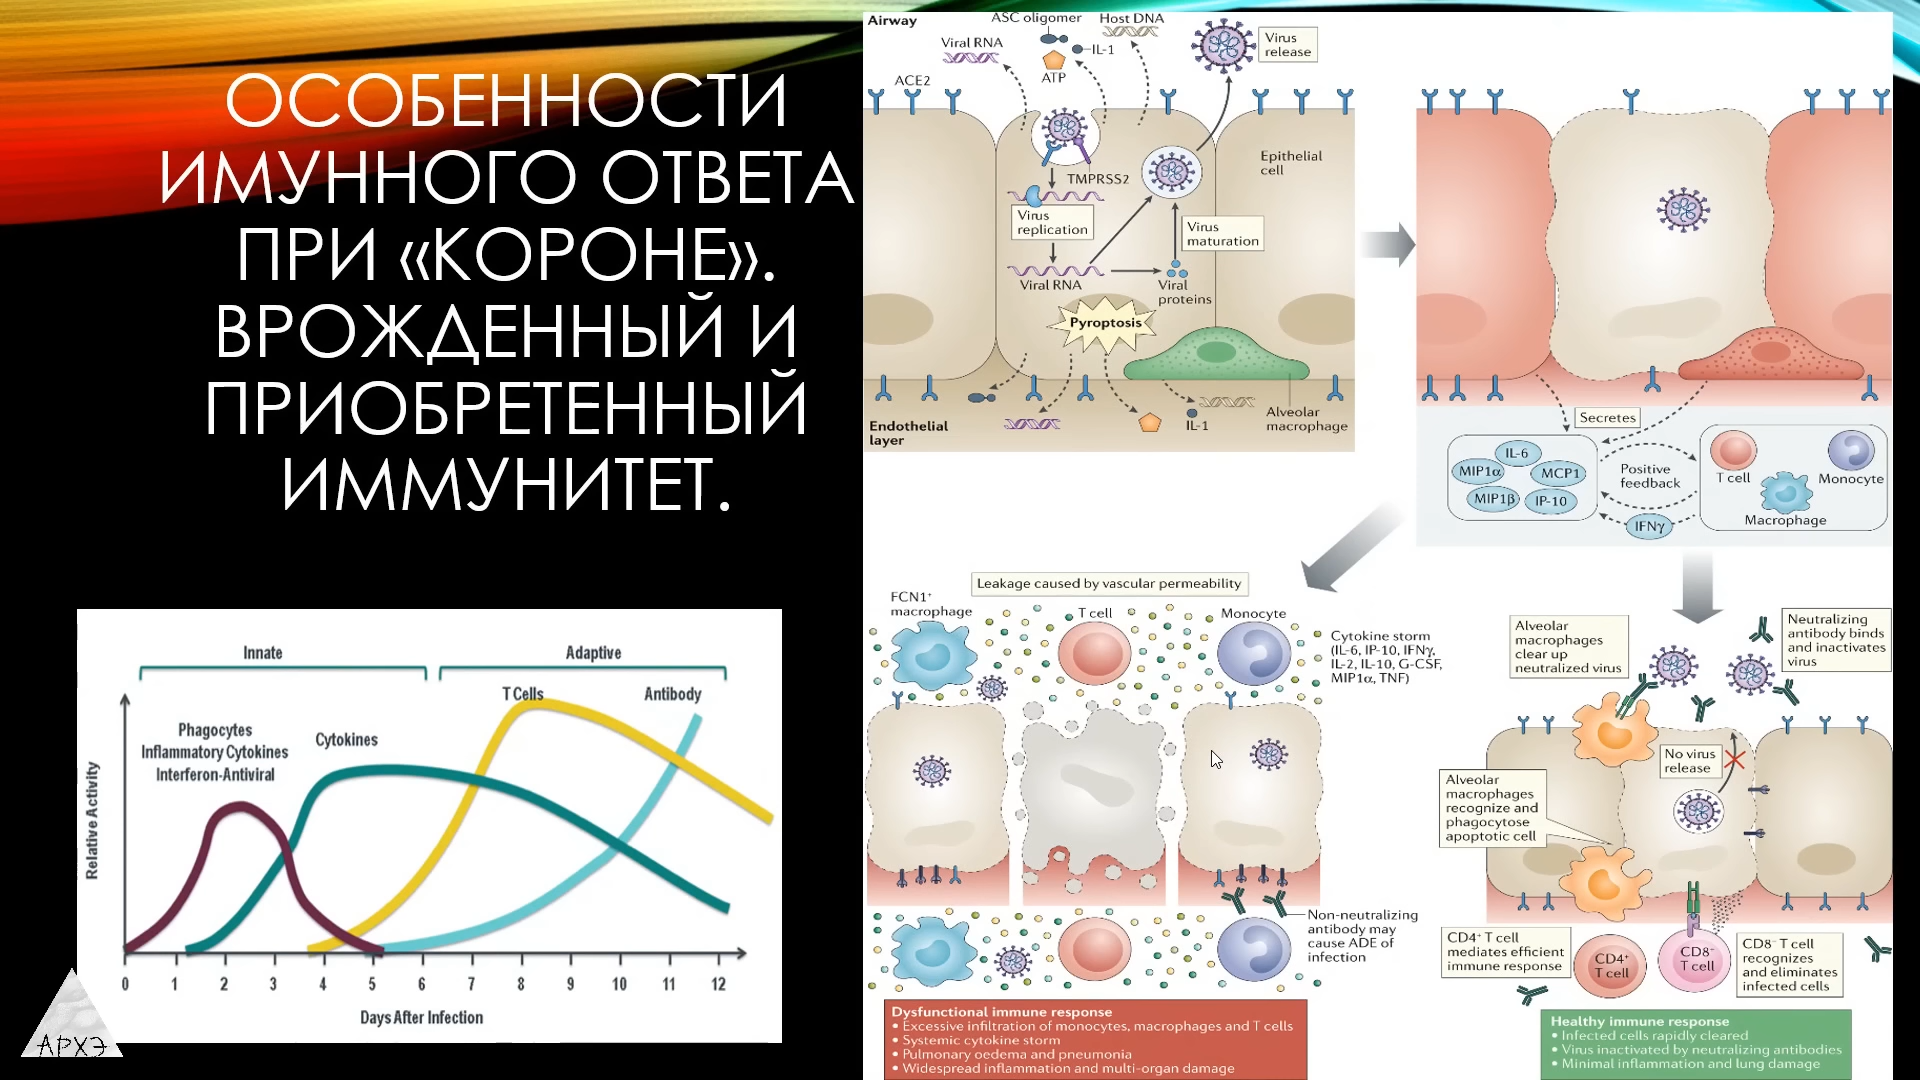 ОСОБЕННОСТИ
ИМУННОГО ОТВЕТА
ПРИ «КОРОНЕ».
ВРОЖДЕННЫЙ И
ПРИОБРЕТЕННЫЙ
ИММУНИТЕТ.
Innate
Adaptive
T Cells
Antibody
Phagocytes
Inflammatory Cytokines
Interferon-Antiviral
Cytokines
Relative Activity
0 1 2 3 4 5 6 7 8 9 10 11 12
Days After Infection
АРХЭ
Airway
ASC oligomer
Host DNA
Viral RNA
IL-1
ATP
Virus
release
ACE2
TMPRSS2
Epithelial
cell
Virus
replication
Virus
maturation
Viral RNA
Viral
proteins
Pyroptosis
Endothelial
layer
IL-1
Alveolar
macrophage
Secretes
IL-6
MIP1α
MCP1
MIP1β
IP-10
Positive
feedback
IFNγ
T cell
Monocyte
Macrophage
Leakage caused by vascular permeability
FCN1⁺
macrophage
T cell
Monocyte
Cytokine storm
(IL-6, IP-10, IFNγ,
IL-2, IL-10, G-CSF,
MIP1α, TNF)
Non-neutralizing
antibody may
cause ADE of
infection
Dysfunctional immune response
• Excessive infiltration of monocytes, macrophages and T cells
• Systemic cytokine storm
• Pulmonary oedema and pneumonia
• Widespread inflammation and multi-organ damage
Alveolar
macrophages
clear up
neutralized virus
Neutralizing
antibody binds
and inactivates
virus
No virus
release
Alveolar
macrophages
recognize and
phagocytose
apoptotic cell
CD4⁺ T cell
mediates efficient
immune response
CD4⁺
T cell
CD8⁺
T cell
CD8⁻ T cell
recognizes
and eliminates
infected cells
Healthy immune response
• Infected cells rapidly cleared
• Virus inactivated by neutralizing antibodies
• Minimal inflammation and lung damage